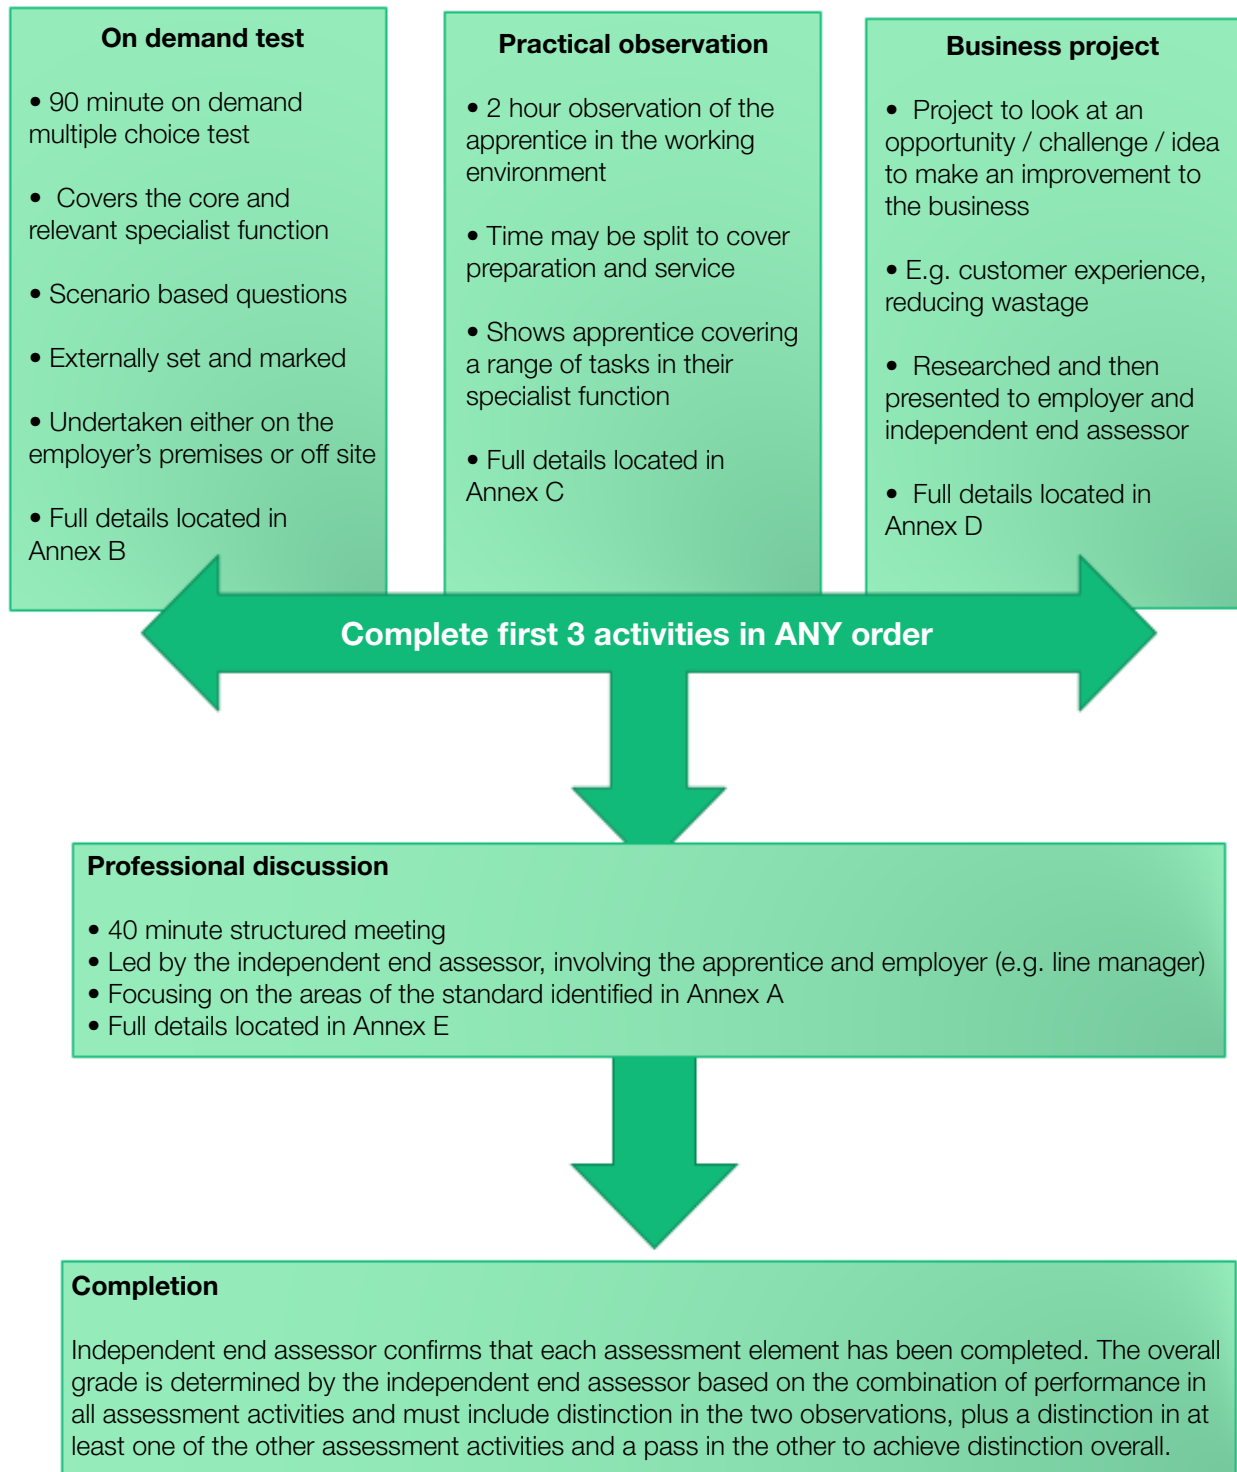 On demand test
• 90 minute on demand
multiple choice test
• Covers the core and
relevant specialist function
• Scenario based questions
• Externally set and marked
• Undertaken either on the
employer's premises or off site
• Full details located in
Annex B
Practical observation
• 2 hour observation of the
apprentice in the working
environment
• Time may be split to cover
preparation and service
• Shows apprentice covering
a range of tasks in their
specialist function
• Full details located in
Annex C
Business project
• Project to look at an
opportunity / challenge / idea
to make an improvement to
the business
• E.g. customer experience,
reducing wastage
• Researched and then
presented to employer and
independent end assessor
• Full details located in
Annex D
Complete first 3 activities in ANY order
Professional discussion
• 40 minute structured meeting
• Led by the independent end assessor, involving the apprentice and employer (e.g. line manager)
• Focusing on the areas of the standard identified in Annex A
• Full details located in Annex E
Completion
Independent end assessor confirms that each assessment element has been completed. The overall
grade is determined by the independent end assessor based on the combination of performance in
all assessment activities and must include distinction in the two observations, plus a distinction in at
least one of the other assessment activities and a pass in the other to achieve distinction overall.